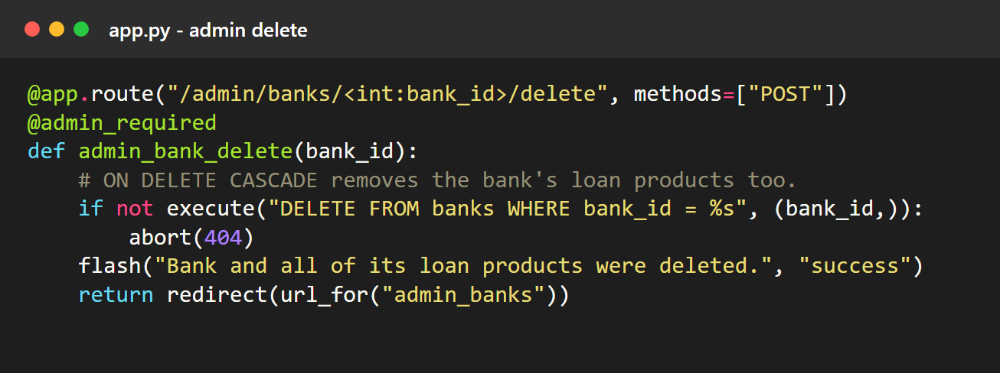 app.py - admin delete
@app.route("/admin/banks/<int:bank_id>/delete", methods=["POST"])
@admin_required
def admin_bank_delete(bank_id):
    # ON DELETE CASCADE removes the bank's loan products too.
    if not execute("DELETE FROM banks WHERE bank_id = %s", (bank_id,)):
        abort(404)
    flash("Bank and all of its loan products were deleted.", "success")
    return redirect(url_for("admin_banks"))